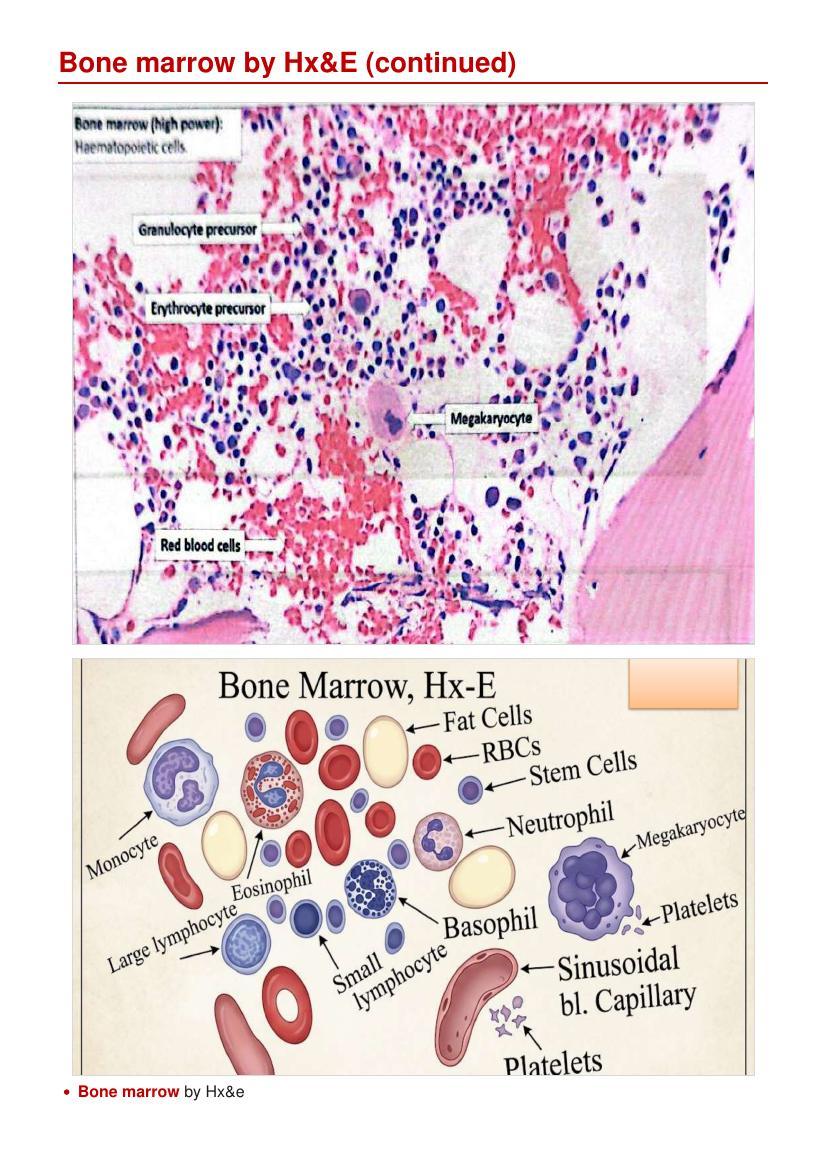 Bone marrow by Hx&E (continued)
Bone marrow (high power):
Haematopoietic cells.
Granulocyte precursor
Erythrocyte precursor
Megakaryocyte
Red blood cells
Bone Marrow, Hx-E
Fat Cells
RBCs
Stem Cells
Neutrophil
Megakaryocyte
Monocyte
Eosinophil
Platelets
Large lymphocyte
Basophil
Small
lymphocyte
Sinusoidal
bl. Capillary
Platelets
• Bone marrow by Hx&e